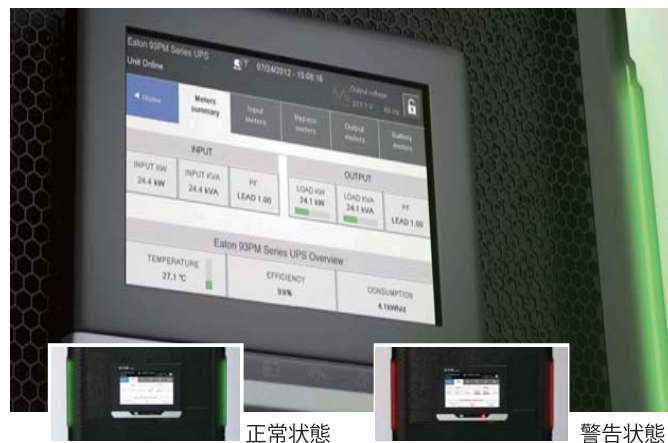 Eaton 93PM Series UPS
Unit Online
7 07/24/2012 - 15:08:16
Output voltage
277.1 V 60 Hz
Home
Meters summary
Input meters
Bypass meters
Output meters
Battery meters
INPUT
INPUT KW
24.4 kW
INPUT KVA
24.4 kVA
PF
LEAD 1.00
OUTPUT
LOAD KW
24.1 kW
LOAD KVA
24.1 kVA
PF
LEAD 1.00
Eaton 93PM Series UPS Overview
TEMPERATURE
27.1 °C
EFFICIENCY
99%
CONSUMPTION
4.1kWh/d
正常状態
警告状態